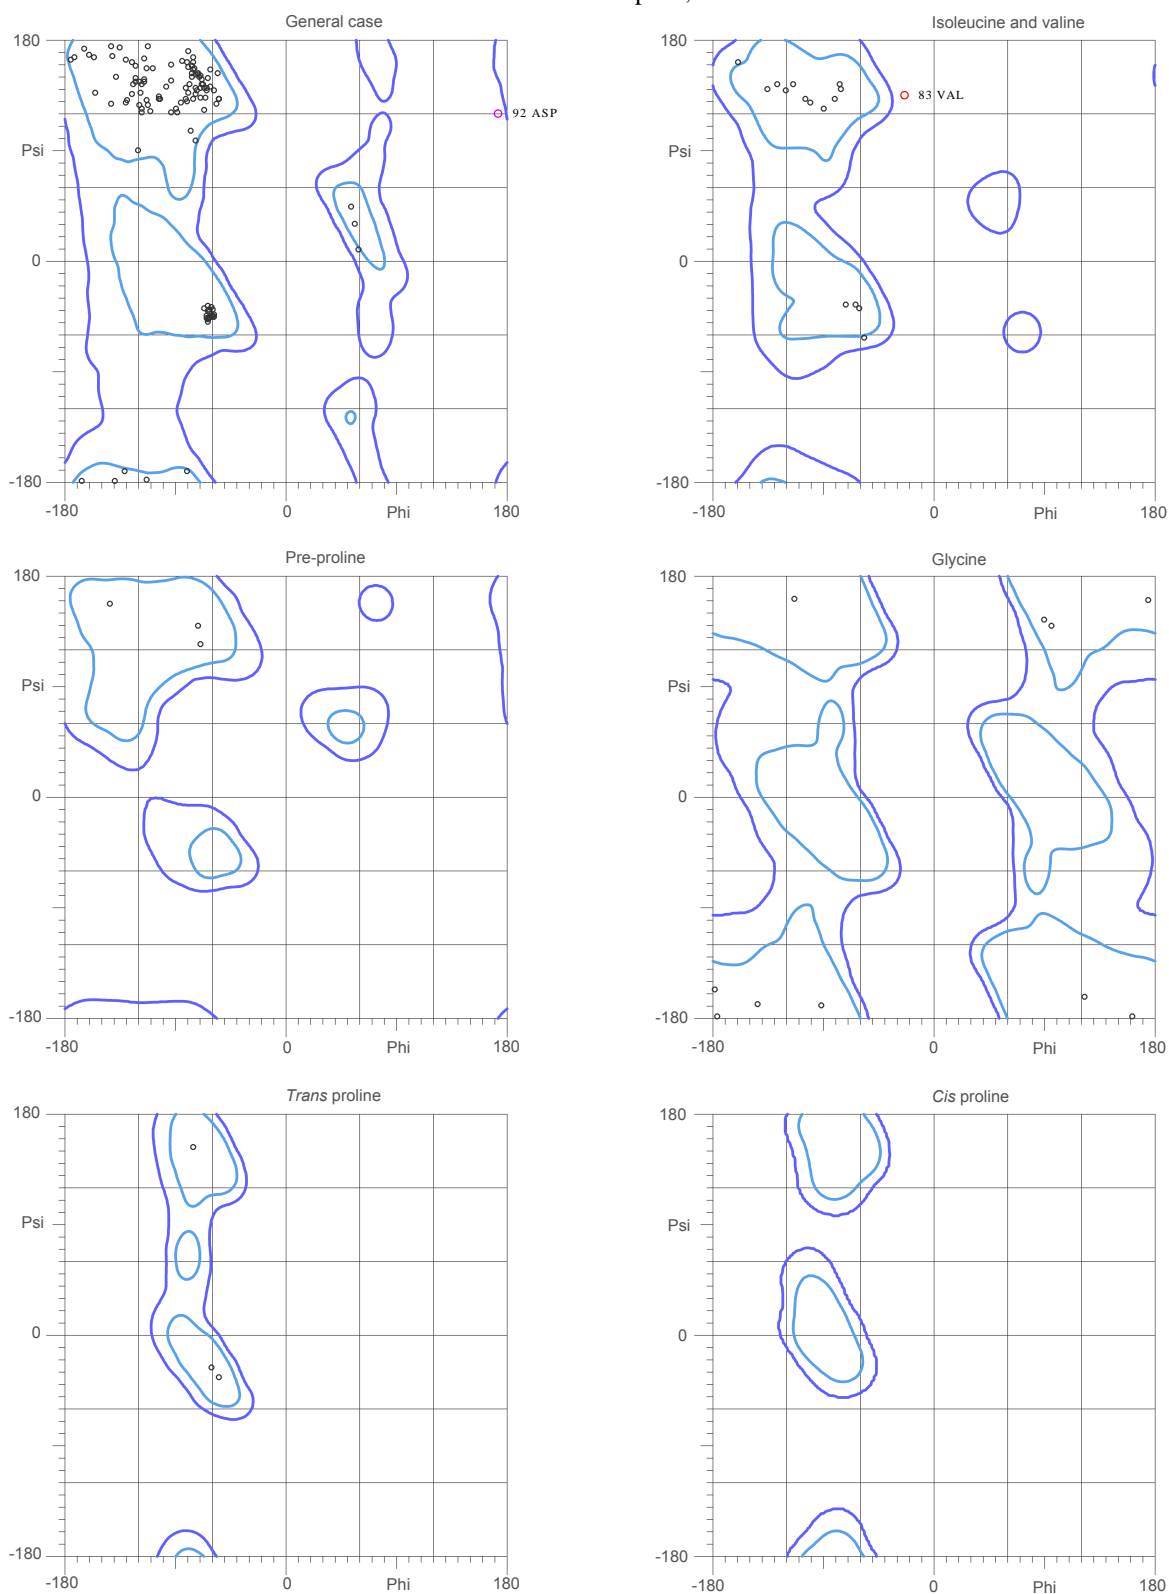 General case
Isoleucine and valine
180
180
92 ASP
83 VAL
Psi
Psi
0
0
-180
-180
-180
0
Phi
180
-180
0
Phi
180
Pre-proline
Glycine
180
180
Psi
Psi
0
0
-180
-180
-180
0
Phi
180
-180
0
Phi
180
Trans proline
Cis proline
180
180
Psi
Psi
0
0
-180
-180
-180
0
Phi
180
-180
0
Phi
180